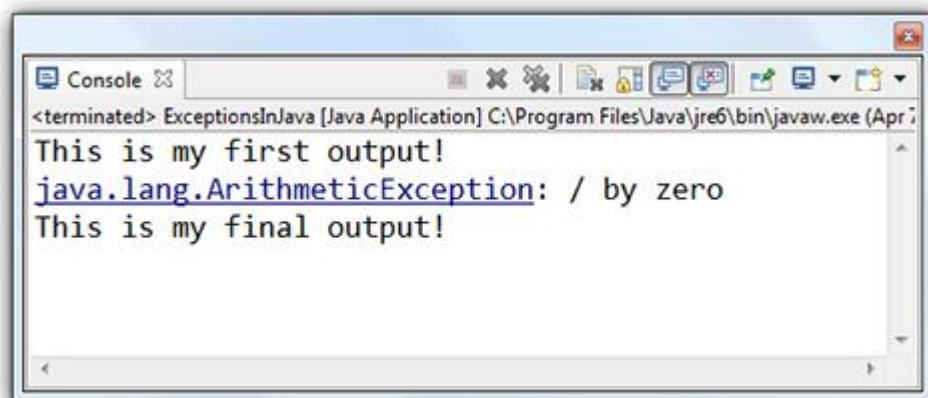 Console
<terminated> ExceptionsInJava [Java Application] C:\Program Files\Java\jre6\bin\javaw.exe (Apr 7
This is my first output!
java.lang.ArithmeticException: / by zero
This is my final output!